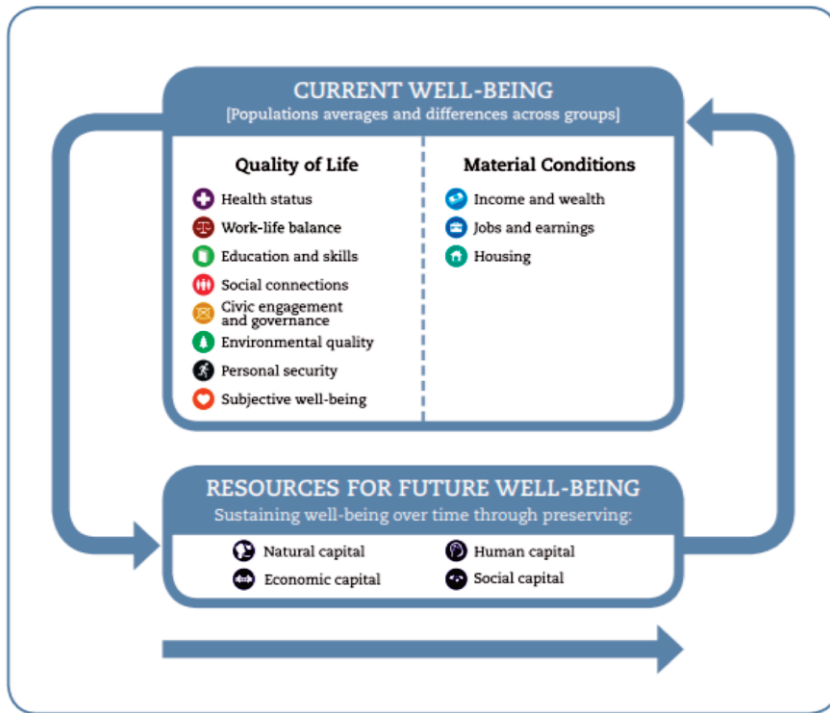 CURRENT WELL-BEING
[Populations averages and differences across groups]
Quality of Life
Health status
Work-life balance
Education and skills
Social connections
Civic engagement
and governance
Environmental quality
Personal security
Subjective well-being
Material Conditions
Income and wealth
Jobs and earnings
Housing
RESOURCES FOR FUTURE WELL-BEING
Sustaining well-being over time through preserving:
Natural capital
Economic capital
Human capital
Social capital